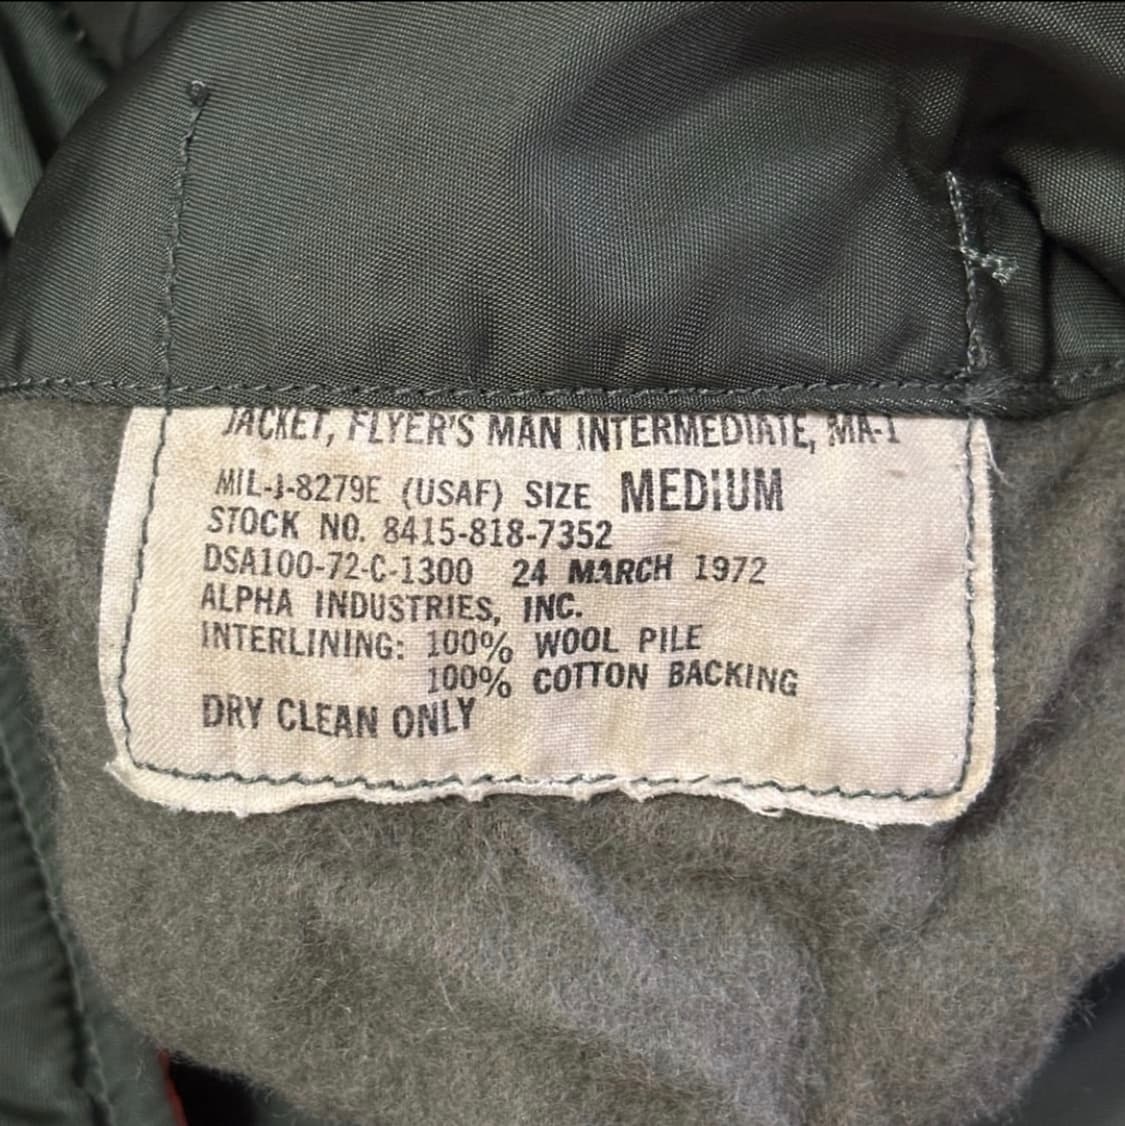 JACKET, FLYER'S MAN INTERMEDIATE, MA-1
MIL-J-8279E (USAF) SIZE MEDIUM
STOCK NO. 8415-818-7352
DSA100-72-C-1300 24 MARCH 1972
ALPHA INDUSTRIES, INC.
INTERLINING: 100% WOOL PILE
100% COTTON BACKING
DRY CLEAN ONLY